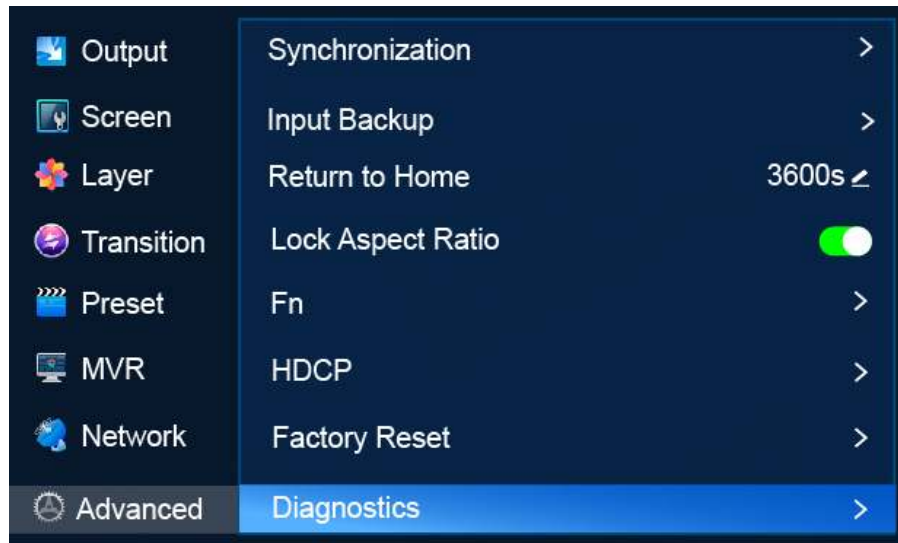 Output
Screen
Layer
Transition
Preset
MVR
Network
Advanced
Synchronization
Input Backup
Return to Home 3600s
Lock Aspect Ratio
Fn
HDCP
Factory Reset
Diagnostics